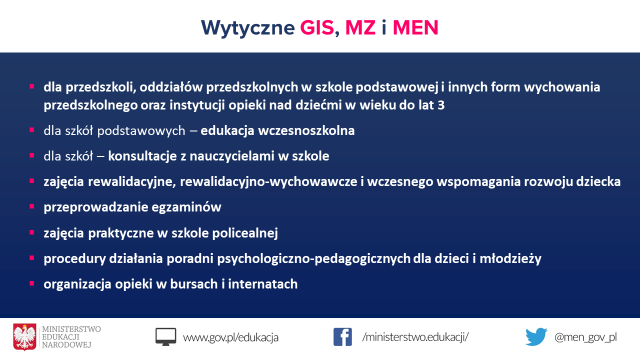 Wytyczne GIS, MZ i MEN
dla przedszkoli, oddziałów przedszkolnych w szkole podstawowej i innych form wychowania
przedszkolnego oraz instytucji opieki nad dziećmi w wieku do lat 3
dla szkół podstawowych – edukacja wczesnoszkolna
dla szkół – konsultacje z nauczycielami w szkole
zajęcia rewalidacyjne, rewalidacyjno-wychowawcze i wczesnego wspomagania rozwoju dziecka
przeprowadzanie egzaminów
zajęcia praktyczne w szkole policealnej
procedury działania poradni psychologiczno-pedagogicznych dla dzieci i młodzieży
organizacja opieki w bursach i internatach
MINISTERSTWO
EDUKACJI
NARODOWEJ
www.gov.pl/edukacja
/ministerstwo.edukacji/
@men_gov_pl